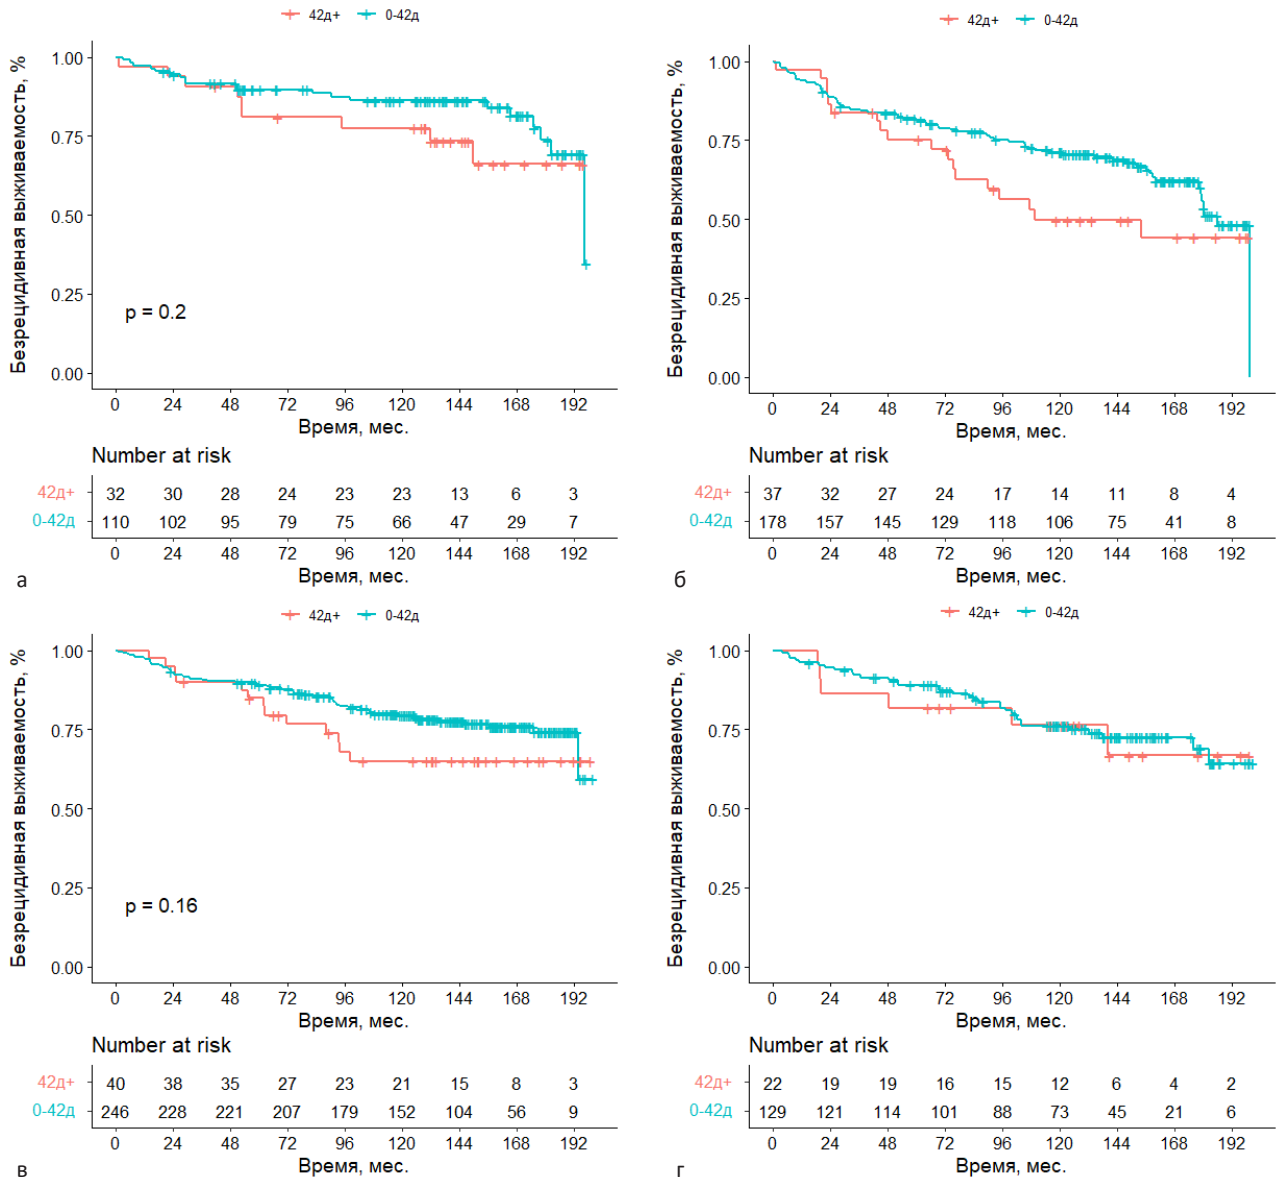 42д+ 0-42д
Безрецидивная выживаемость, %
1.00
0.75
0.50
0.25
0.00
p = 0.2
0 24 48 72 96 120 144 168 192
Время, мес.
Number at risk
42д+ 32 30 28 24 23 23 13 6 3
0-42д 110 102 95 79 75 66 47 29 7
0 24 48 72 96 120 144 168 192
Время, мес.
а
42д+ 0-42д
Безрецидивная выживаемость, %
1.00
0.75
0.50
0.25
0.00
0 24 48 72 96 120 144 168 192
Время, мес.
Number at risk
42д+ 37 32 27 24 17 14 11 8 4
0-42д 178 157 145 129 118 106 75 41 8
0 24 48 72 96 120 144 168 192
Время, мес.
б
42д+ 0-42д
Безрецидивная выживаемость, %
1.00
0.75
0.50
0.25
0.00
p = 0.16
0 24 48 72 96 120 144 168 192
Время, мес.
Number at risk
42д+ 40 38 35 27 23 21 15 8 3
0-42д 246 228 221 207 179 152 104 56 9
0 24 48 72 96 120 144 168 192
Время, мес.
в
42д+ 0-42д
Безрецидивная выживаемость, %
1.00
0.75
0.50
0.25
0.00
0 24 48 72 96 120 144 168 192
Время, мес.
Number at risk
42д+ 22 19 19 16 15 12 6 4 2
0-42д 129 121 114 101 88 73 45 21 6
0 24 48 72 96 120 144 168 192
Время, мес.
г